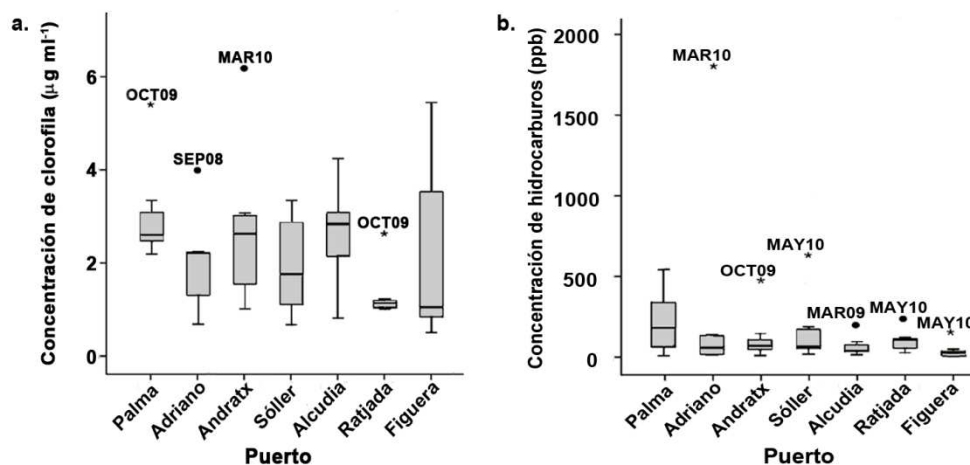 a.
Concentración de clorofila (µg ml⁻¹)
6
4
2
0
OCT09
*
SEP08
MAR10
OCT09
*
Palma
Adriano
Andratx
Sóller
Alcudia
Ratjada
Figuera
Puerto
b.
Concentración de hidrocarburos (ppb)
2000
1500
1000
500
0
MAR10
*
OCT09
*
MAY10
*
MAR09
MAY10
MAY10
*
Palma
Adriano
Andratx
Sóller
Alcudia
Ratjada
Figuera
Puerto